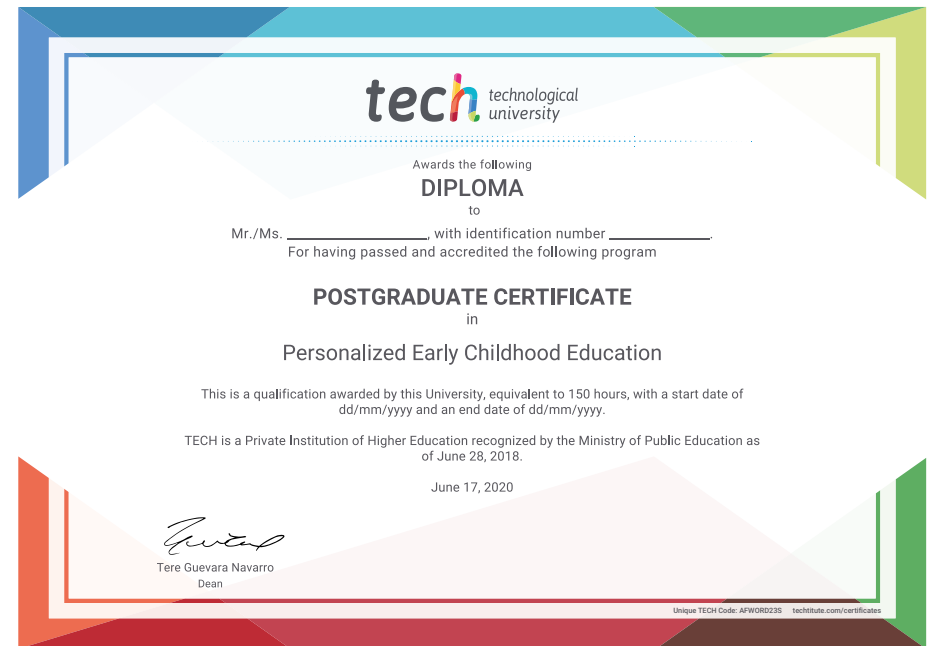 tech technological
university
Awards the following
DIPLOMA
to
Mr./Ms. ____________________, with identification number ______________.
For having passed and accredited the following program
POSTGRADUATE CERTIFICATE
in
Personalized Early Childhood Education
This is a qualification awarded by this University, equivalent to 150 hours, with a start date of
dd/mm/yyyy and an end date of dd/mm/yyyy.
TECH is a Private Institution of Higher Education recognized by the Ministry of Public Education as
of June 28, 2018.
June 17, 2020
Tere Guevara Navarro
Dean
Unique TECH Code: AFWORD23S techtitute.com/certificates